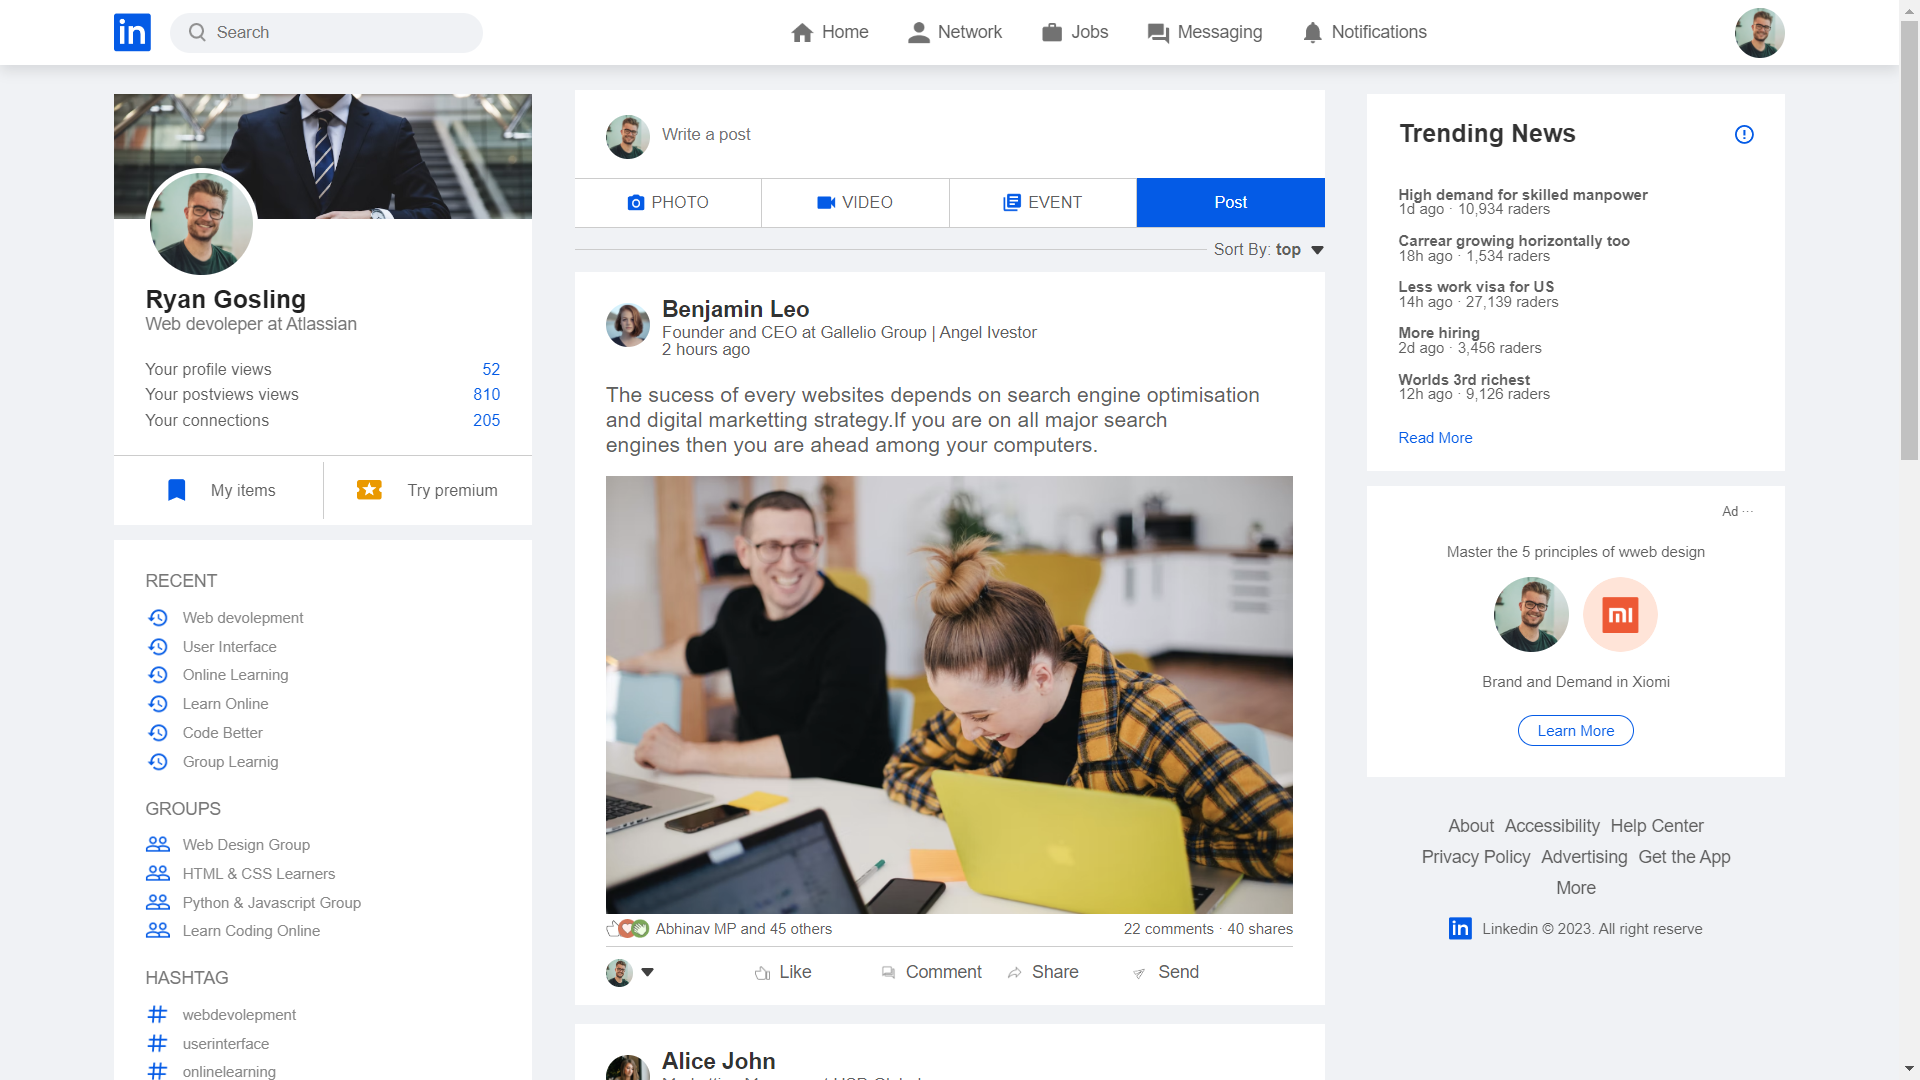 in
Search
Home
Network
Jobs
Messaging
Notifications
Ryan Gosling
Web devoleper at Atlassian
Your profile views 52
Your postviews views 810
Your connections 205
My items
Try premium
RECENT
Web devolepment
User Interface
Online Learning
Learn Online
Code Better
Group Learnig
GROUPS
Web Design Group
HTML & CSS Learners
Python & Javascript Group
Learn Coding Online
HASHTAG
# webdevolepment
# userinterface
# onlinelearning
Write a post
PHOTO
VIDEO
EVENT
Post
Sort By: top
Benjamin Leo
Founder and CEO at Gallelio Group | Angel Ivestor
2 hours ago
The sucess of every websites depends on search engine optimisation
and digital marketting strategy.If you are on all major search
engines then you are ahead among your computers.
Abhinav MP and 45 others
22 comments · 40 shares
Like
Comment
Share
Send
Alice John
Trending News
High demand for skilled manpower
1d ago · 10,934 raders
Carrear growing horizontally too
18h ago · 1,534 raders
Less work visa for US
14h ago · 27,139 raders
More hiring
2d ago · 3,456 raders
Worlds 3rd richest
12h ago · 9,126 raders
Read More
Ad ···
Master the 5 principles of wweb design
mi
Brand and Demand in Xiomi
Learn More
About Accessibility Help Center
Privacy Policy Advertising Get the App
More
in Linkedin © 2023. All right reserve